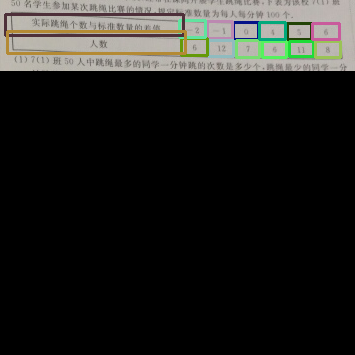 50 名学生参加某次跳绳比赛的情况,规定标准数量为每人每分钟 100 个.
实际跳绳个数与标准数量的差值 -2 -1 0 4 5 6
人数 6 12 7 6 11 8
(1) 7(1) 班 50 人中跳绳最多的同学一分钟跳的次数是多少个,跳绳最少的同学一分